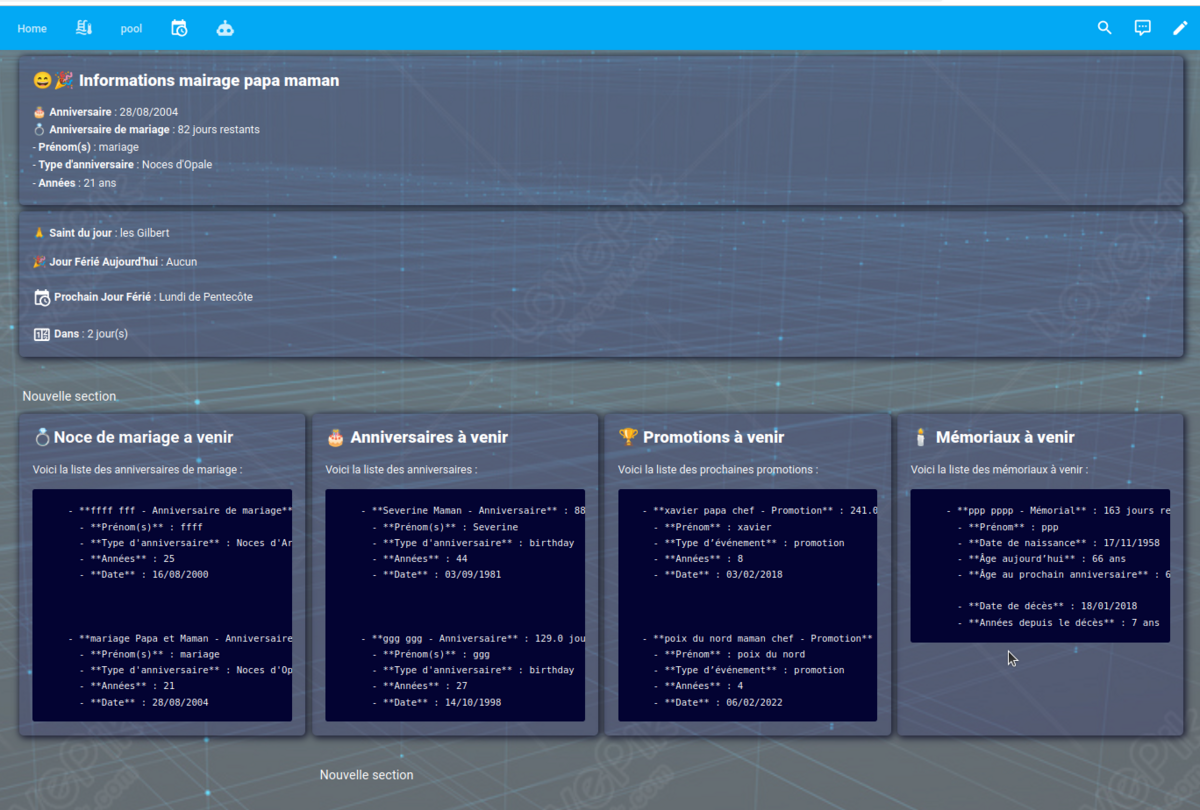 Home
pool
😄🎉 Informations mairage papa maman
🎂 Anniversaire : 28/08/2004
💍 Anniversaire de mariage : 82 jours restants
- Prénom(s) : mariage
- Type d'anniversaire : Noces d'Opale
- Années : 21 ans
🙏 Saint du jour : les Gilbert
🎉 Jour Férié Aujourd'hui : Aucun
Prochain Jour Férié : Lundi de Pentecôte
Dans : 2 jour(s)
Nouvelle section
💍Noce de mariage a venir
Voici la liste des anniversaires de mariage :
- **ffff fff - Anniversaire de mariage**
- **Prénom(s)** : ffff
- **Type d'anniversaire** : Noces d'Ar
- **Années** : 25
- **Date** : 16/08/2000
- **mariage Papa et Maman - Anniversaire
- **Prénom(s)** : mariage
- **Type d'anniversaire** : Noces d'Op
- **Années** : 21
- **Date** : 28/08/2004
🎂 Anniversaires à venir
Voici la liste des anniversaires :
- **Severine Maman - Anniversaire** : 88
- **Prénom(s)** : Severine
- **Type d'anniversaire** : birthday
- **Années** : 44
- **Date** : 03/09/1981
- **ggg ggg - Anniversaire** : 129.0 jou
- **Prénom(s)** : ggg
- **Type d'anniversaire** : birthday
- **Années** : 27
- **Date** : 14/10/1998
🏆 Promotions à venir
Voici la liste des prochaines promotions :
- **xavier papa chef - Promotion** : 241.0
- **Prénom** : xavier
- **Type d’événement** : promotion
- **Années** : 8
- **Date** : 03/02/2018
- **poix du nord maman chef - Promotion**
- **Prénom** : poix du nord
- **Type d’événement** : promotion
- **Années** : 4
- **Date** : 06/02/2022
🕯️ Mémoriaux à venir
Voici la liste des mémoriaux à venir :
- **ppp pppp - Mémorial** : 163 jours re
- **Prénom** : ppp
- **Date de naissance** : 17/11/1958
- **Âge aujourd’hui** : 66 ans
- **Âge au prochain anniversaire** : 6
- **Date de décès** : 18/01/2018
- **Années depuis le décès** : 7 ans
Nouvelle section